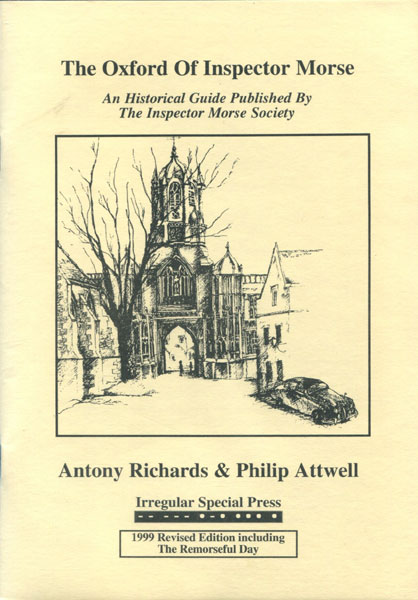 The Oxford Of Inspector Morse
An Historical Guide Published By
The Inspector Morse Society
Antony Richards & Philip Attwell
Irregular Special Press
1999 Revised Edition including
The Remorseful Day